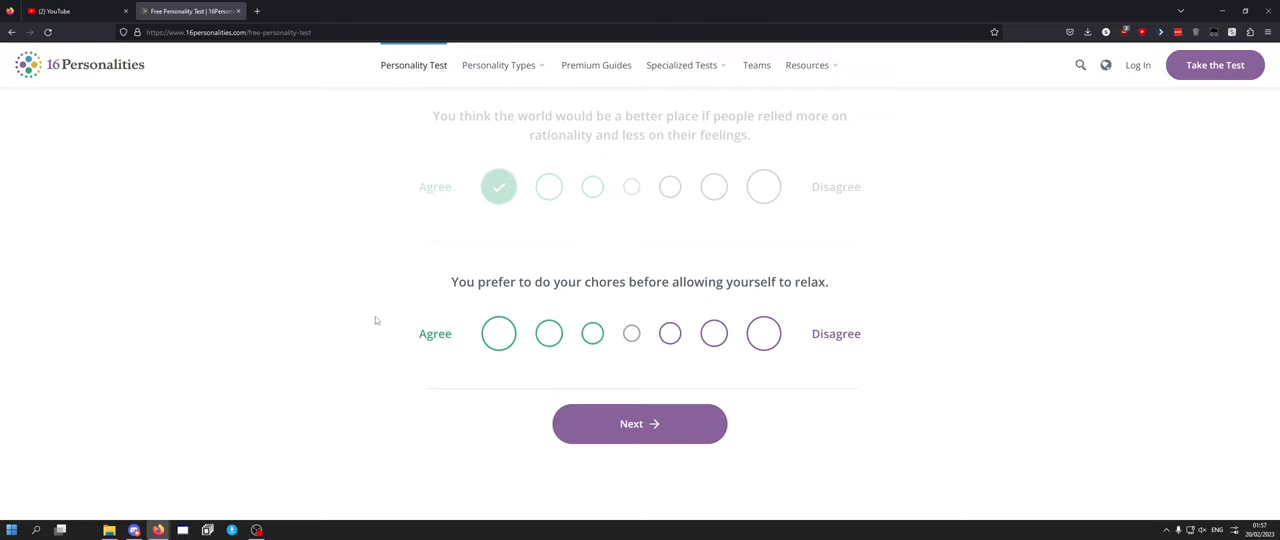 (2) YouTube
Free Personality Test | 16Person
https://www.16personalities.com/free-personality-test
2
16Personalities
Personality Test
Personality Types
Premium Guides
Specialized Tests
Teams
Resources
Log In
Take the Test
You think the world would be a better place if people relied more on
rationality and less on their feelings.
Agree
Disagree
You prefer to do your chores before allowing yourself to relax.
Agree
Disagree
Next
ENG
01:57
20/02/2023